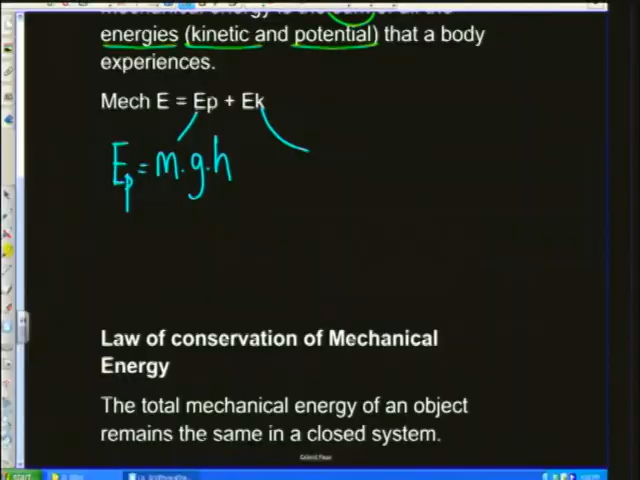 energies (kinetic and potential) that a body
experiences.
Mech E = Ep + Ek
Ep = m.g.h
Law of conservation of Mechanical
Energy
The total mechanical energy of an object
remains the same in a closed system.